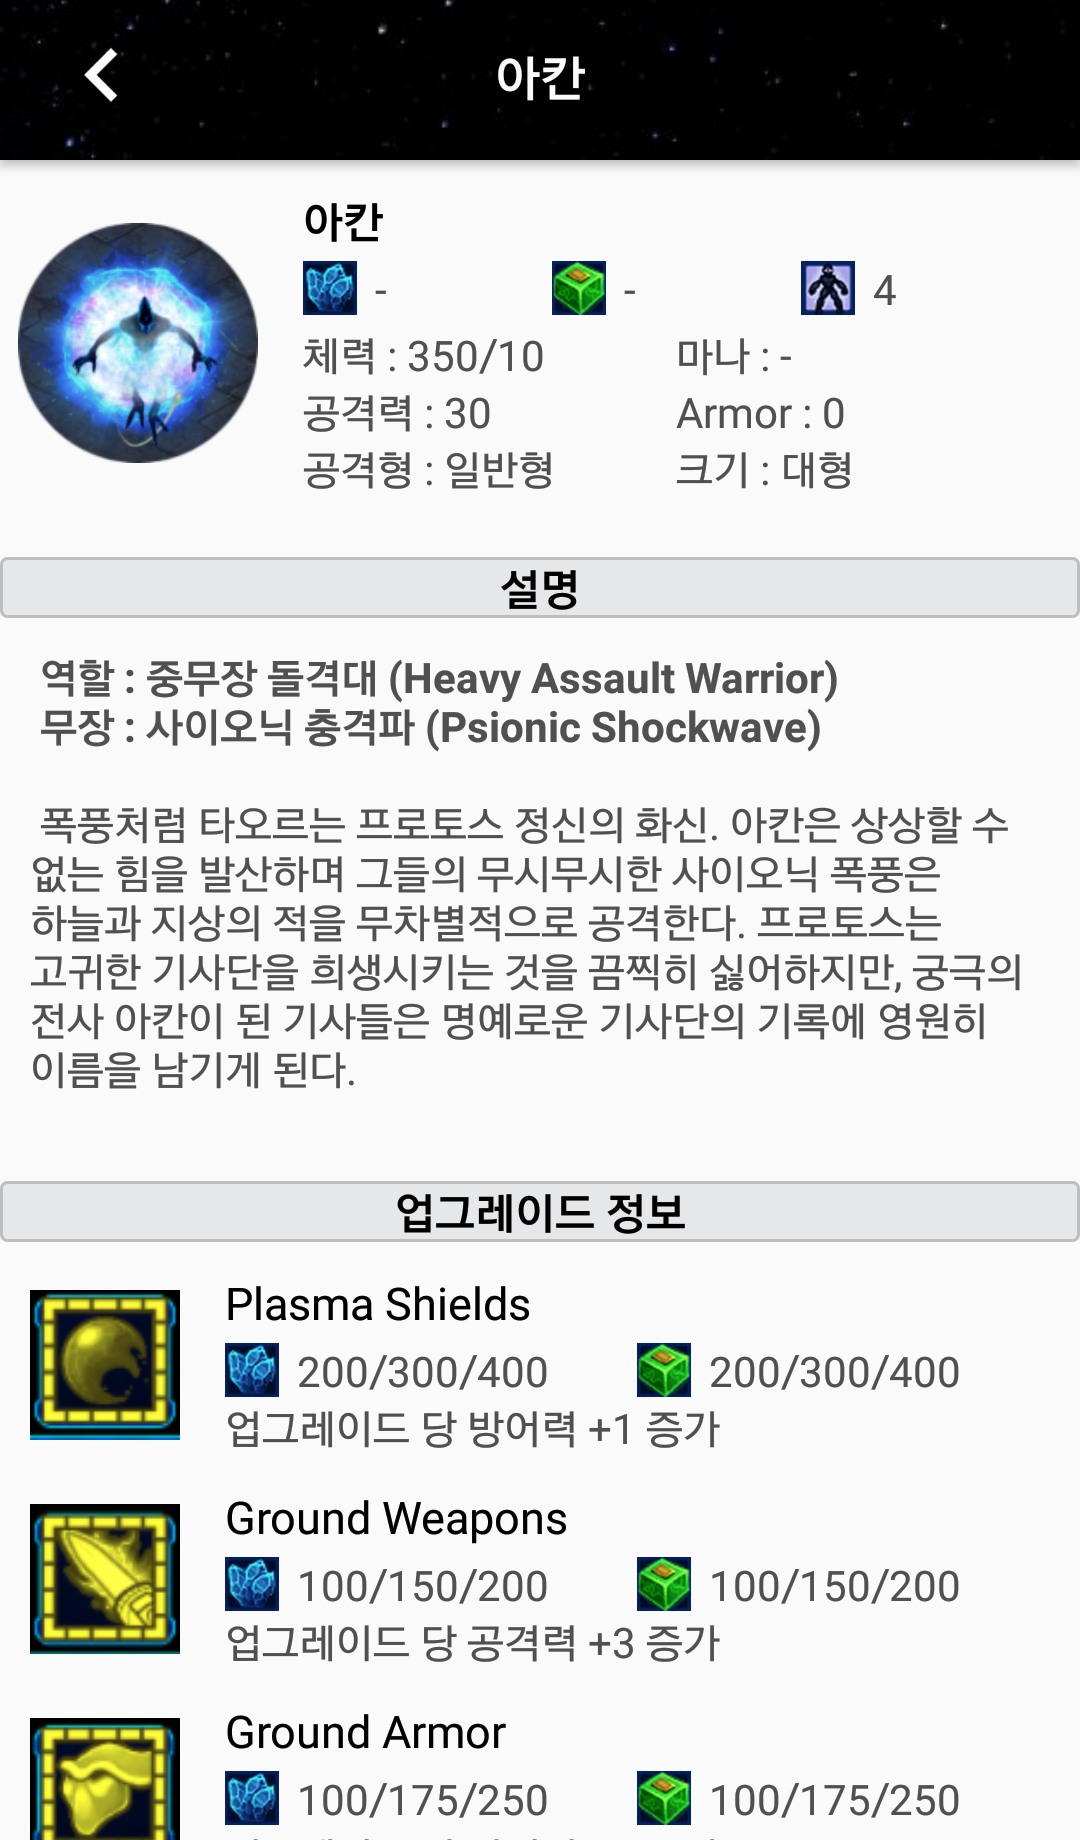 아칸
아칸
- - 4
체력 : 350/10 마나 : -
공격력 : 30 Armor : 0
공격형 : 일반형 크기 : 대형
설명
역할 : 중무장 돌격대 (Heavy Assault Warrior)
무장 : 사이오닉 충격파 (Psionic Shockwave)
폭풍처럼 타오르는 프로토스 정신의 화신. 아칸은 상상할 수
없는 힘을 발산하며 그들의 무시무시한 사이오닉 폭풍은
하늘과 지상의 적을 무차별적으로 공격한다. 프로토스는
고귀한 기사단을 희생시키는 것을 끔찍히 싫어하지만, 궁극의
전사 아칸이 된 기사들은 명예로운 기사단의 기록에 영원히
이름을 남기게 된다.
업그레이드 정보
Plasma Shields
200/300/400 200/300/400
업그레이드 당 방어력 +1 증가
Ground Weapons
100/150/200 100/150/200
업그레이드 당 공격력 +3 증가
Ground Armor
100/175/250 100/175/250